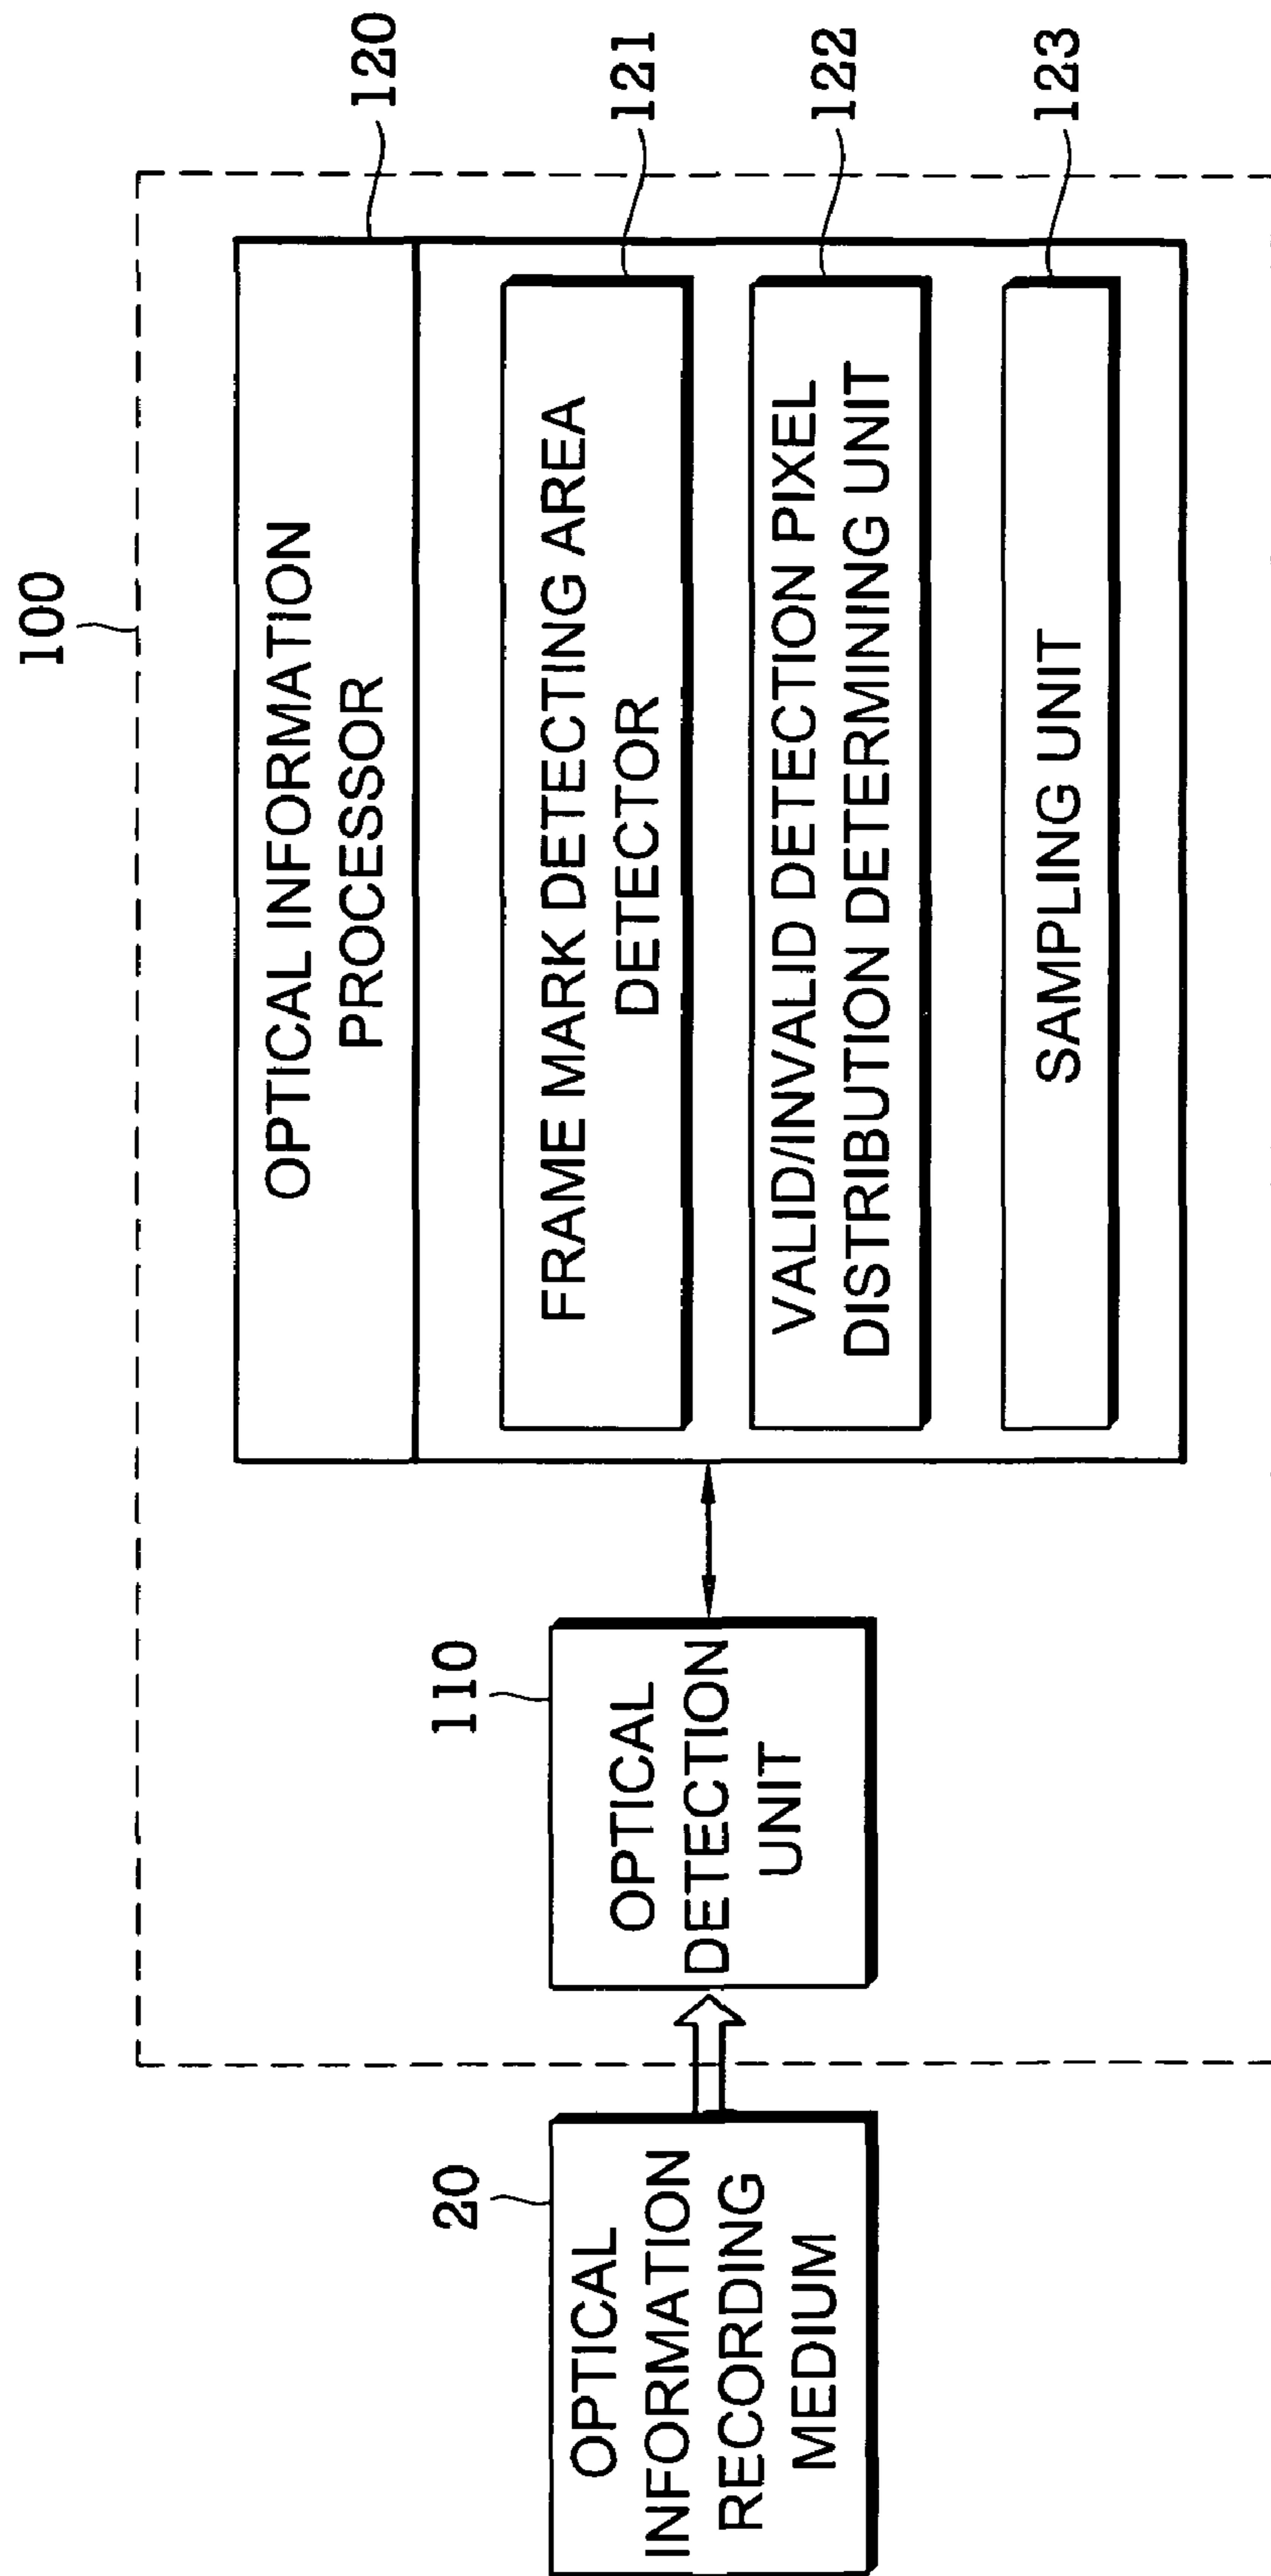 100
120
OPTICAL INFORMATION
PROCESSOR
121
FRAME MARK DETECTING AREA
DETECTOR
122
VALID/INVALID DETECTION PIXEL
DISTRIBUTION DETERMINING UNIT
123
SAMPLING UNIT
110
OPTICAL
DETECTION
UNIT
20
OPTICAL
INFORMATION
RECORDING
MEDIUM